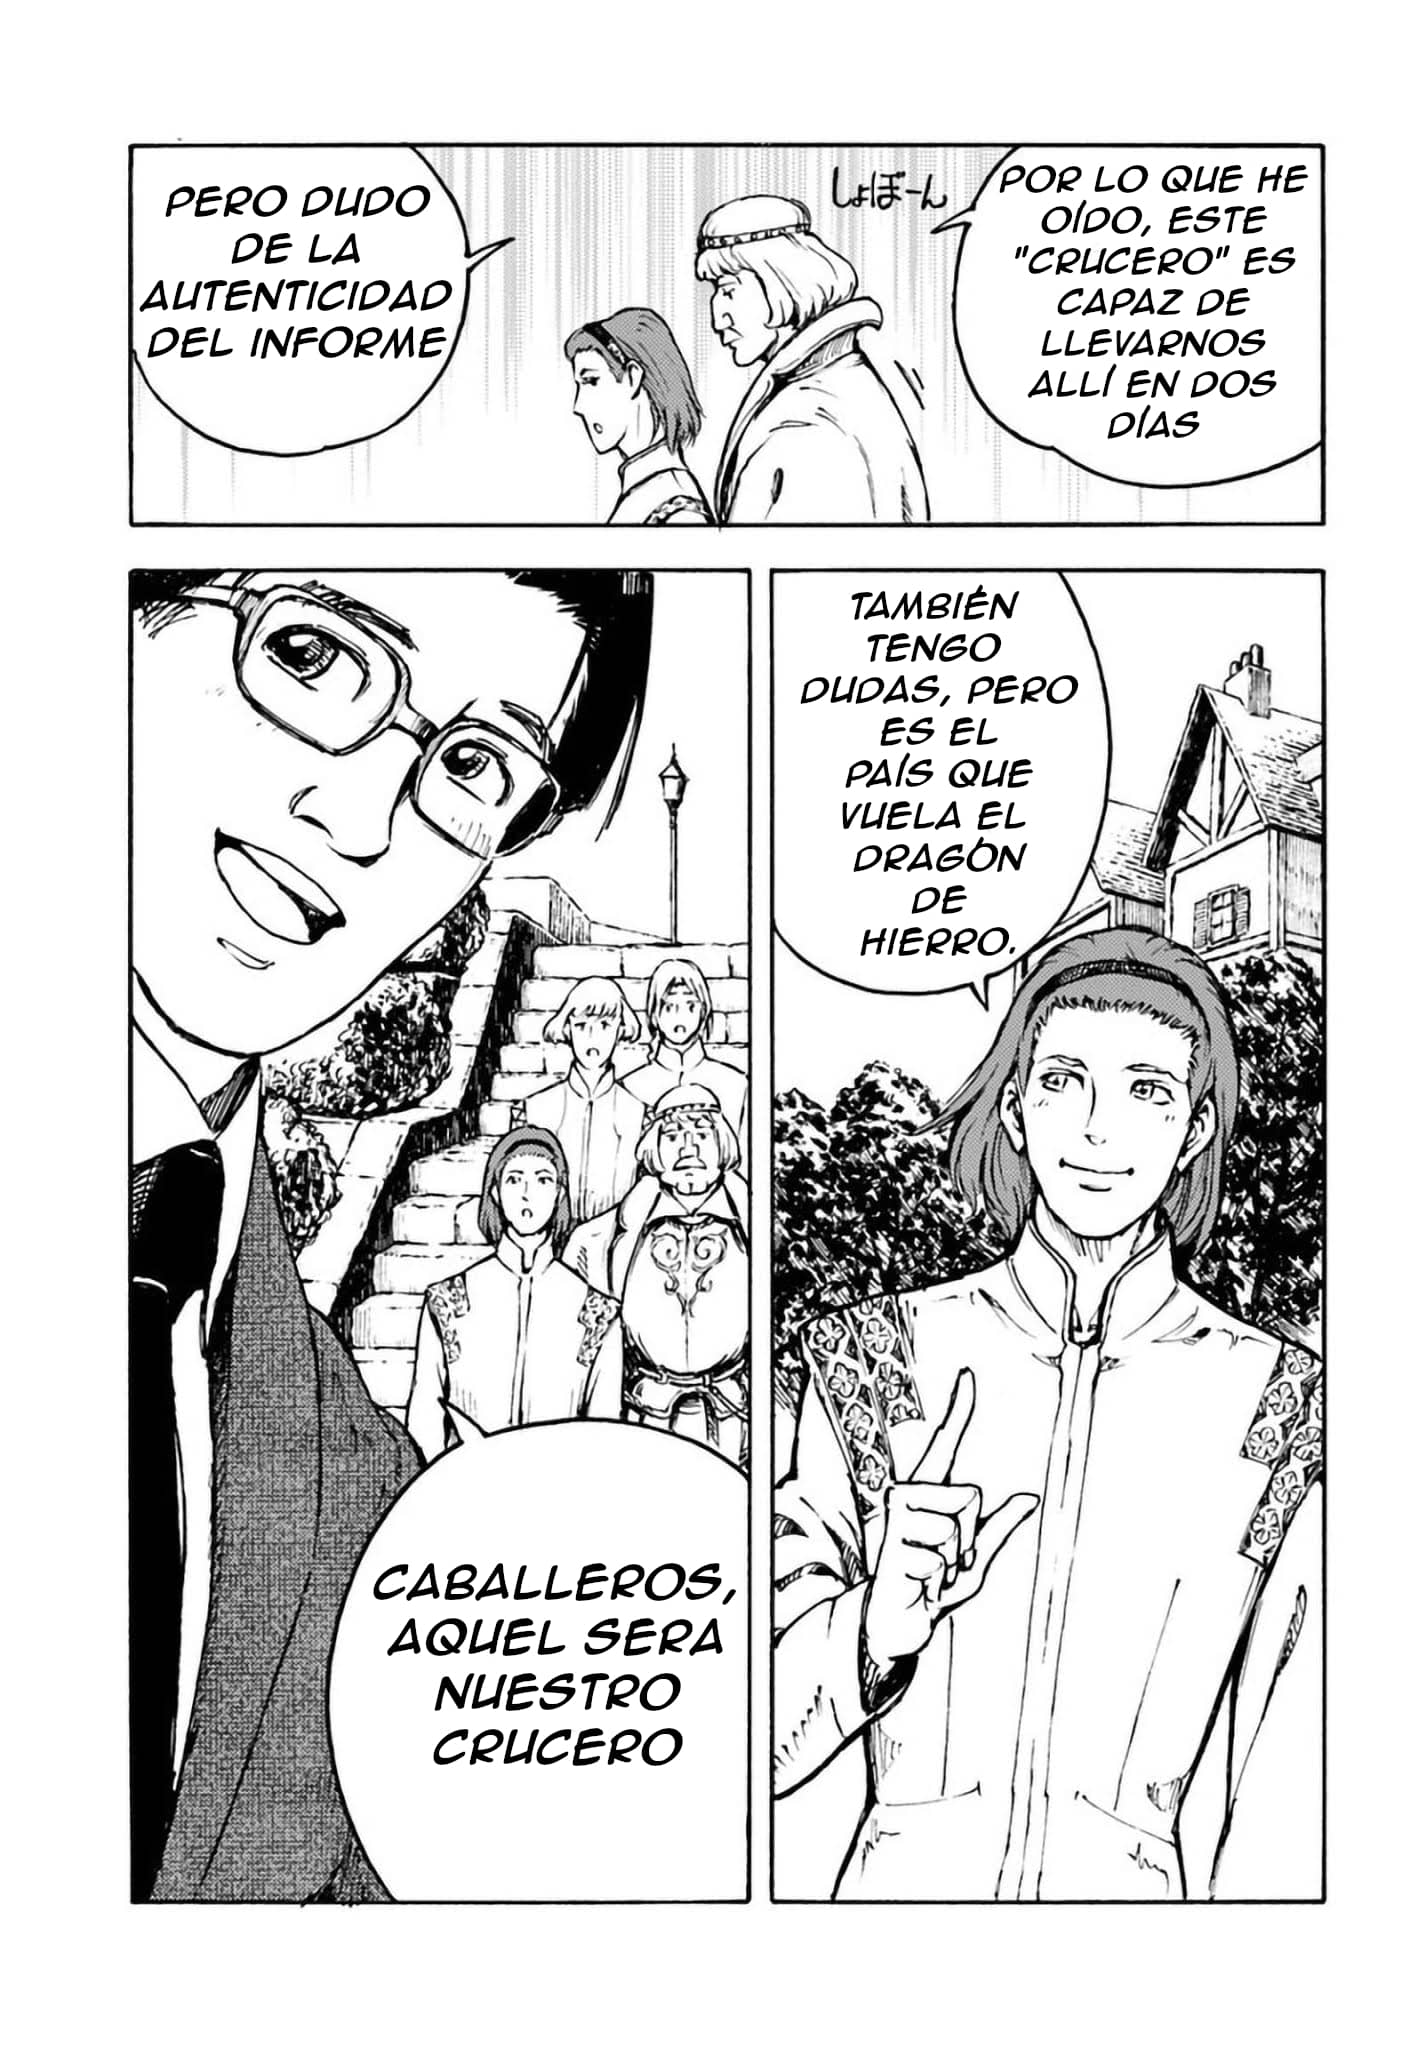 POR LO QUE HE
OÍDO, ESTE
"CRUCERO" ES
CAPAZ DE
LLEVARNOS
ALLÍ EN DOS
DÍAS
しょぼーん
PERO DUDO
DE LA
AUTENTICIDAD
DEL INFORME
TAMBIÉN
TENGO
DUDAS, PERO
ES EL
PAÍS QUE
VUELA EL
DRAGÓN
DE
HIERRO.
CABALLEROS,
AQUEL SERA
NUESTRO
CRUCERO